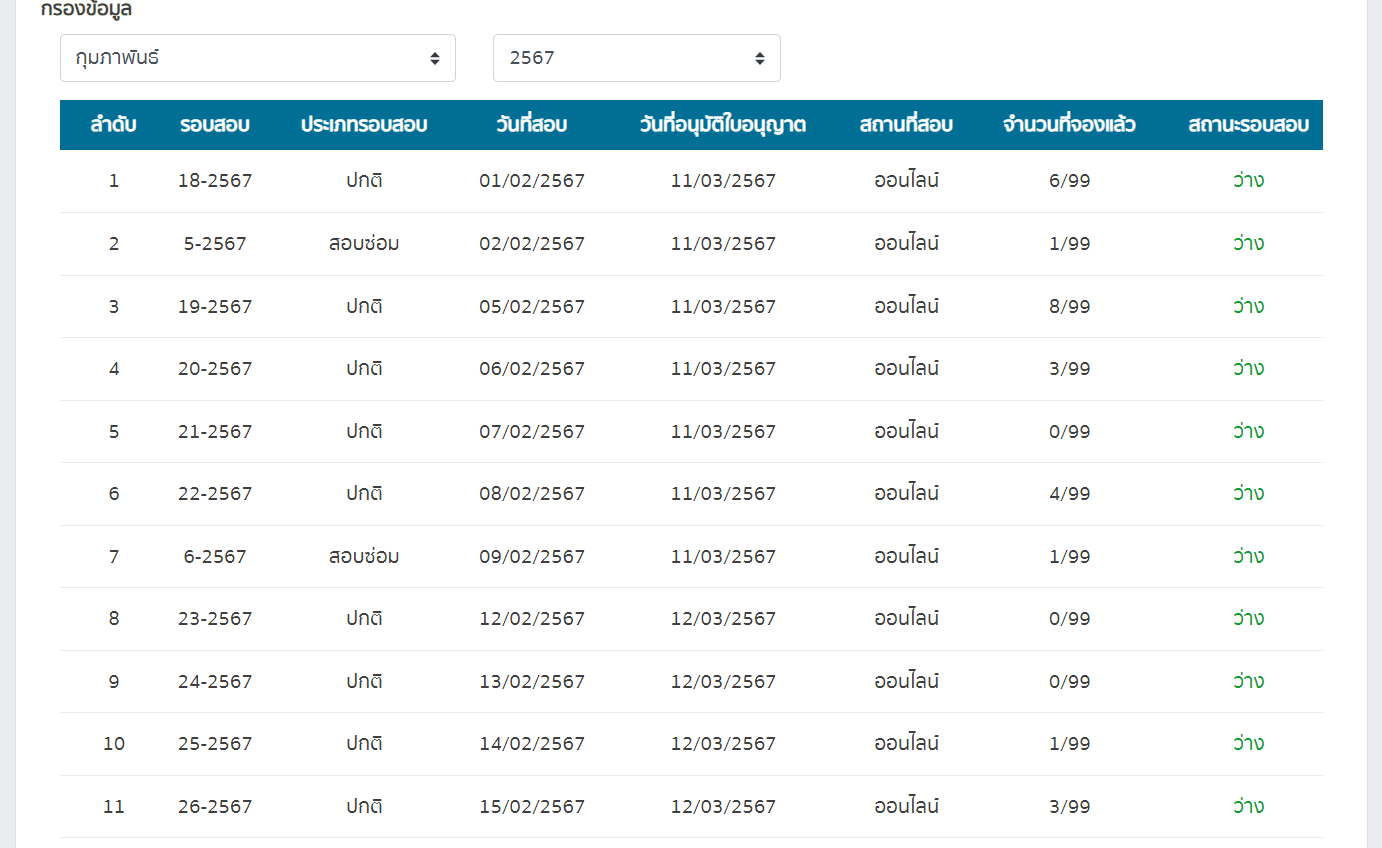 กรองข้อมูล
กุมภาพันธ์ 2567
ลำดับ รอบสอบ ประเภทรอบสอบ วันที่สอบ วันที่อนุมัติใบอนุญาต สถานที่สอบ จำนวนที่จองแล้ว สถานะรอบสอบ
1 18-2567 ปกติ 01/02/2567 11/03/2567 ออนไลน์ 6/99 ว่าง
2 5-2567 สอบซ่อม 02/02/2567 11/03/2567 ออนไลน์ 1/99 ว่าง
3 19-2567 ปกติ 05/02/2567 11/03/2567 ออนไลน์ 8/99 ว่าง
4 20-2567 ปกติ 06/02/2567 11/03/2567 ออนไลน์ 3/99 ว่าง
5 21-2567 ปกติ 07/02/2567 11/03/2567 ออนไลน์ 0/99 ว่าง
6 22-2567 ปกติ 08/02/2567 11/03/2567 ออนไลน์ 4/99 ว่าง
7 6-2567 สอบซ่อม 09/02/2567 11/03/2567 ออนไลน์ 1/99 ว่าง
8 23-2567 ปกติ 12/02/2567 12/03/2567 ออนไลน์ 0/99 ว่าง
9 24-2567 ปกติ 13/02/2567 12/03/2567 ออนไลน์ 0/99 ว่าง
10 25-2567 ปกติ 14/02/2567 12/03/2567 ออนไลน์ 1/99 ว่าง
11 26-2567 ปกติ 15/02/2567 12/03/2567 ออนไลน์ 3/99 ว่าง